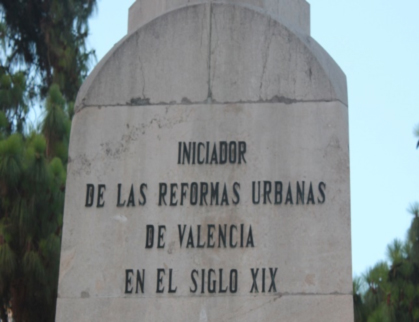 INICIADOR
DE LAS REFORMAS URBANAS
DE VALENCIA
EN EL SIGLO XIX